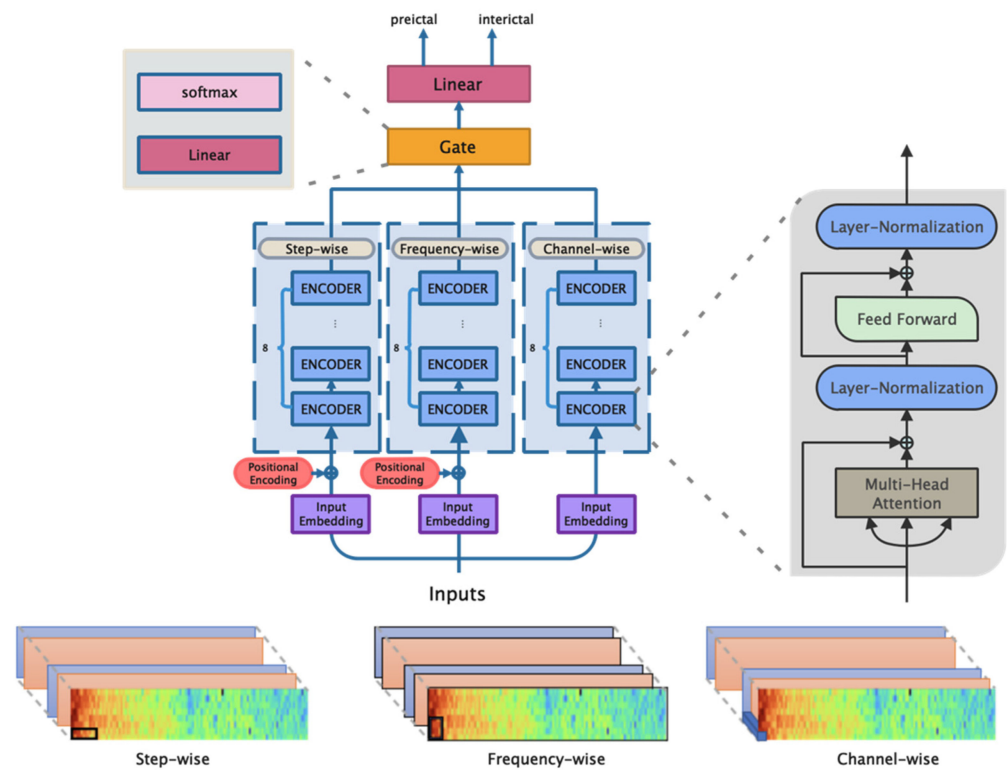 preictal
interictal
softmax
Linear
Linear
Gate
Step-wise
Frequency-wise
Channel-wise
ENCODER
ENCODER
ENCODER
...
...
...
8
8
8
ENCODER
ENCODER
ENCODER
ENCODER
ENCODER
ENCODER
Positional
Encoding
Positional
Encoding
Input
Embedding
Input
Embedding
Input
Embedding
Inputs
Layer-Normalization
Feed Forward
Layer-Normalization
Multi-Head
Attention
Step-wise
Frequency-wise
Channel-wise